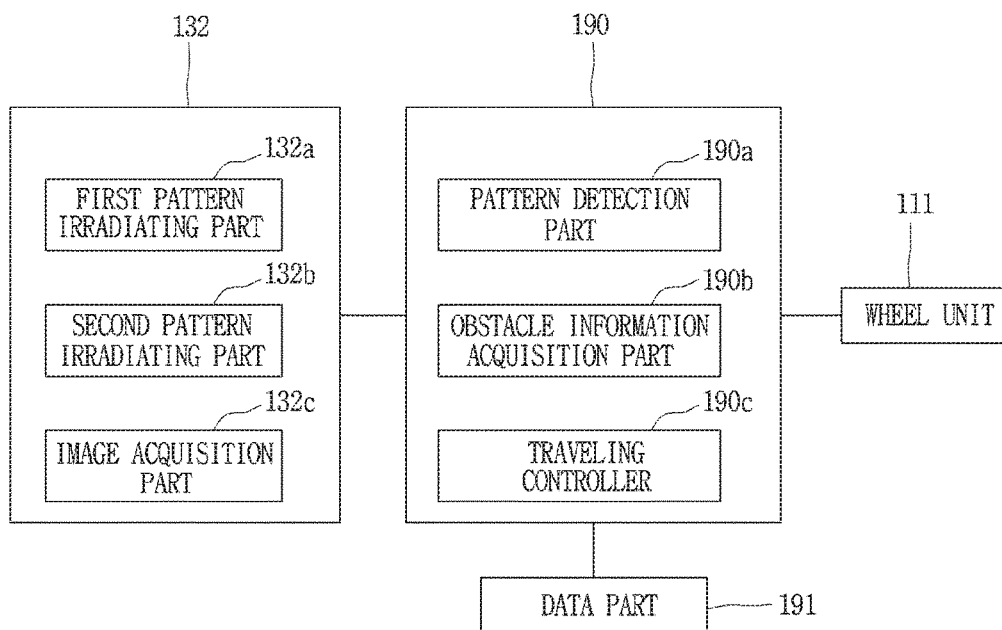 132
190
132a
FIRST PATTERN
IRRADIATING PART
132b
SECOND PATTERN
IRRADIATING PART
132c
IMAGE ACQUISITION
PART
190a
PATTERN DETECTION
PART
190b
OBSTACLE INFORMATION
ACQUISITION PART
190c
TRAVELING
CONTROLLER
111
WHEEL UNIT
DATA PART
191